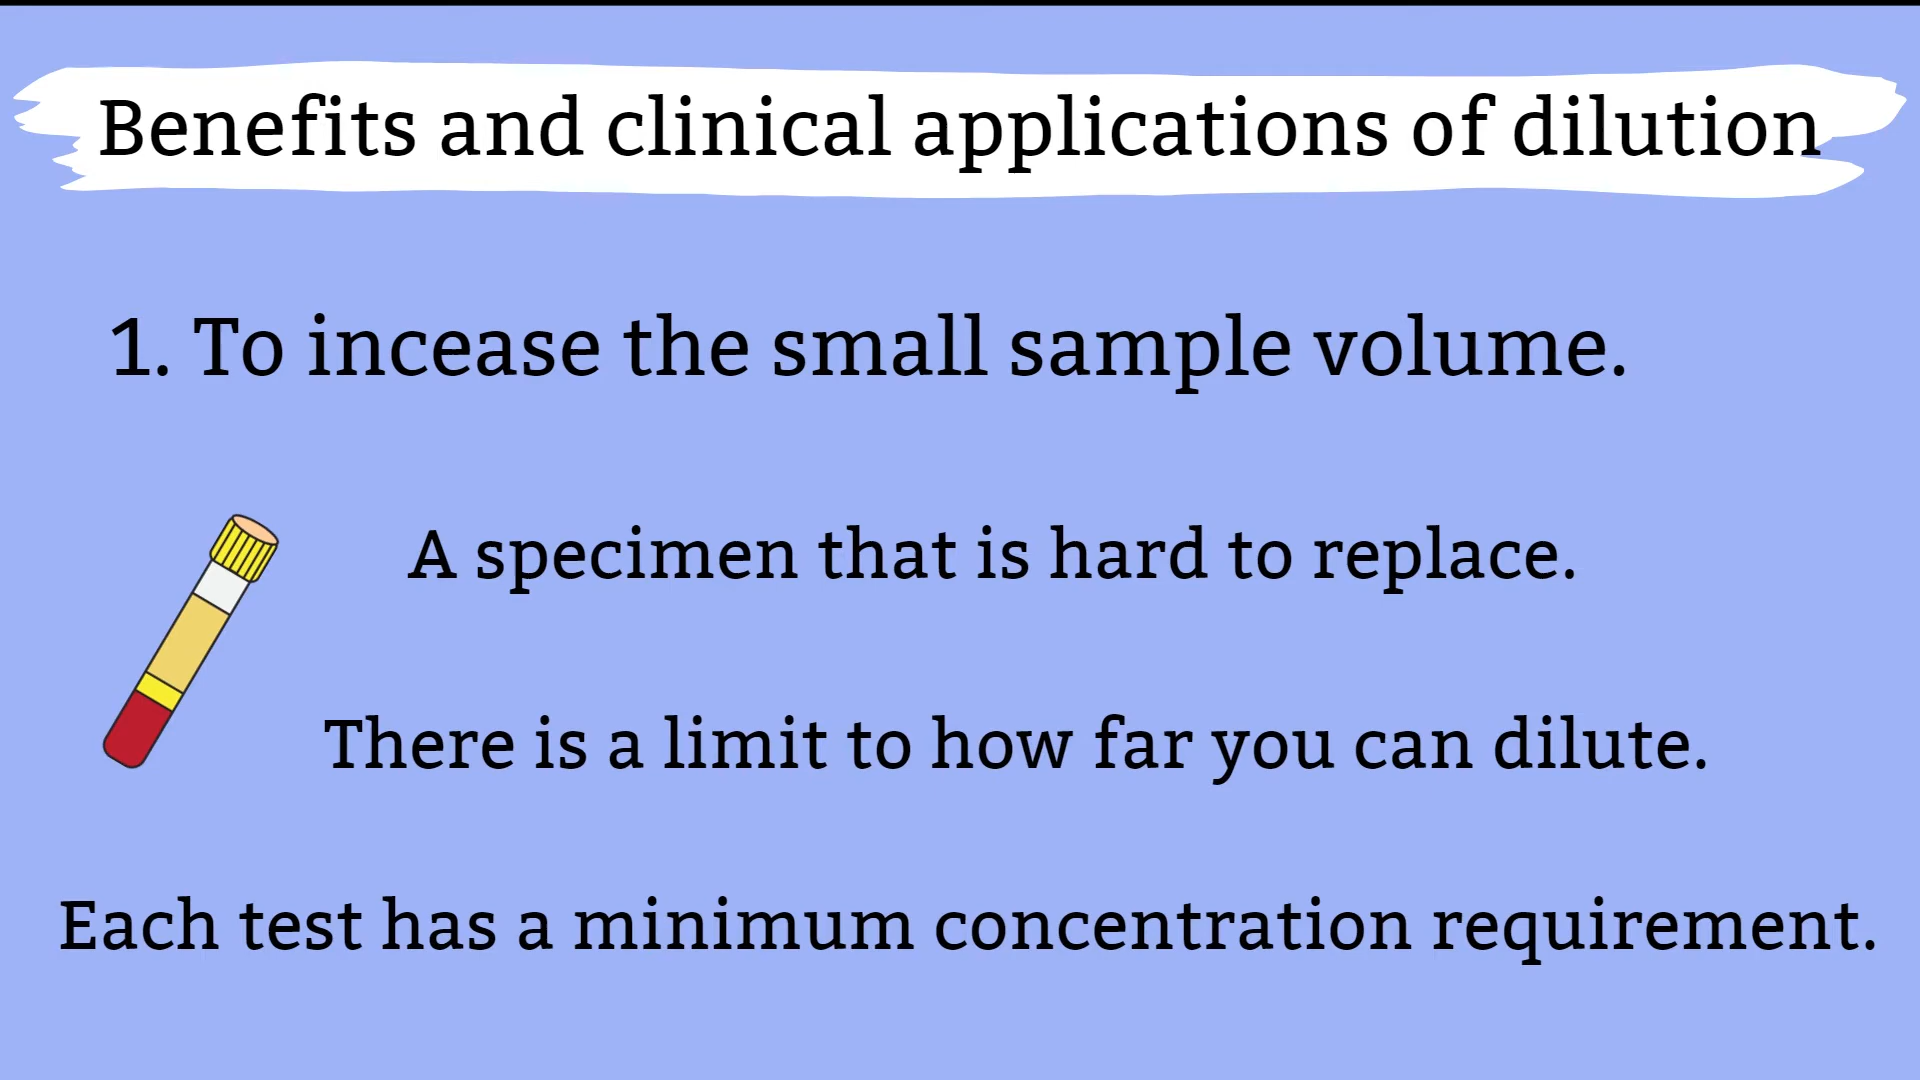 Benefits and clinical applications of dilution
1. To incease the small sample volume.
A specimen that is hard to replace.
There is a limit to how far you can dilute.
Each test has a minimum concentration requirement.